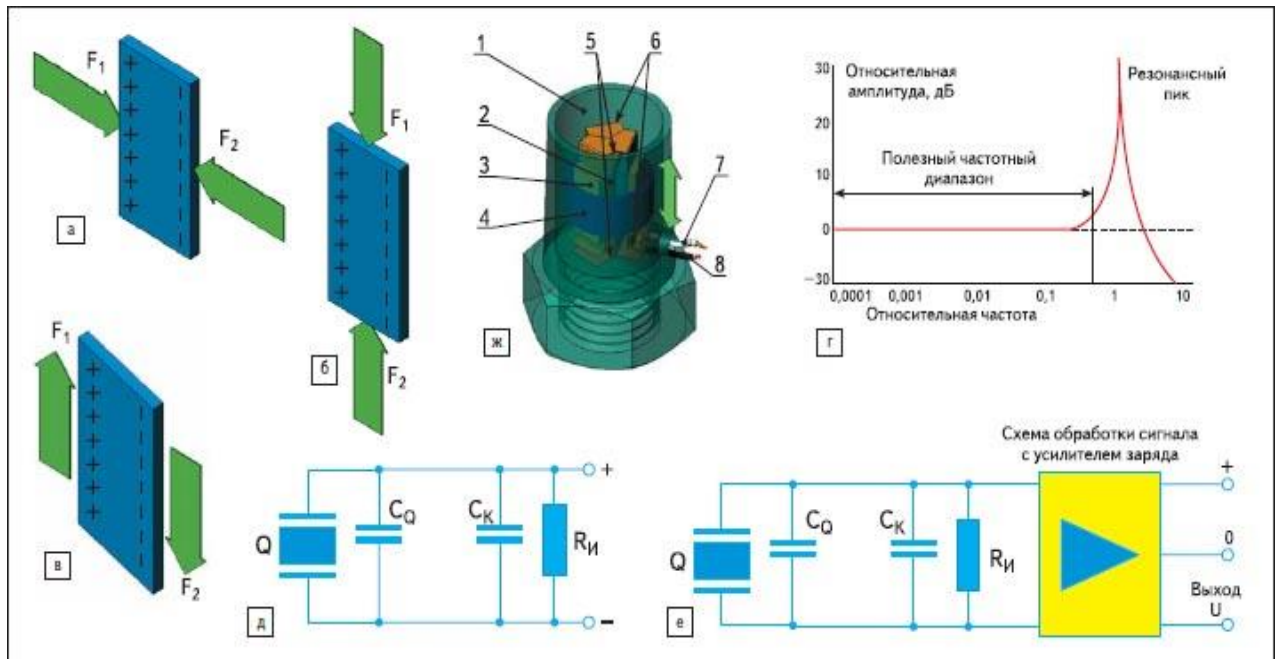 F1
F2
а
F1
F2
б
F1
F2
в
1
2
3
4
5
6
7
8
ж
30
20
10
0
−30
Относительная
амплитуда, дБ
Резонансный
пик
Полезный частотный
диапазон
0,0001 0,001 0,01 0,1 1 10
Относительная частота
г
Q
CQ
CК
RИ
+
−
д
Схема обработки сигнала
с усилителем заряда
Q
CQ
CК
RИ
+
0
Выход
U
е